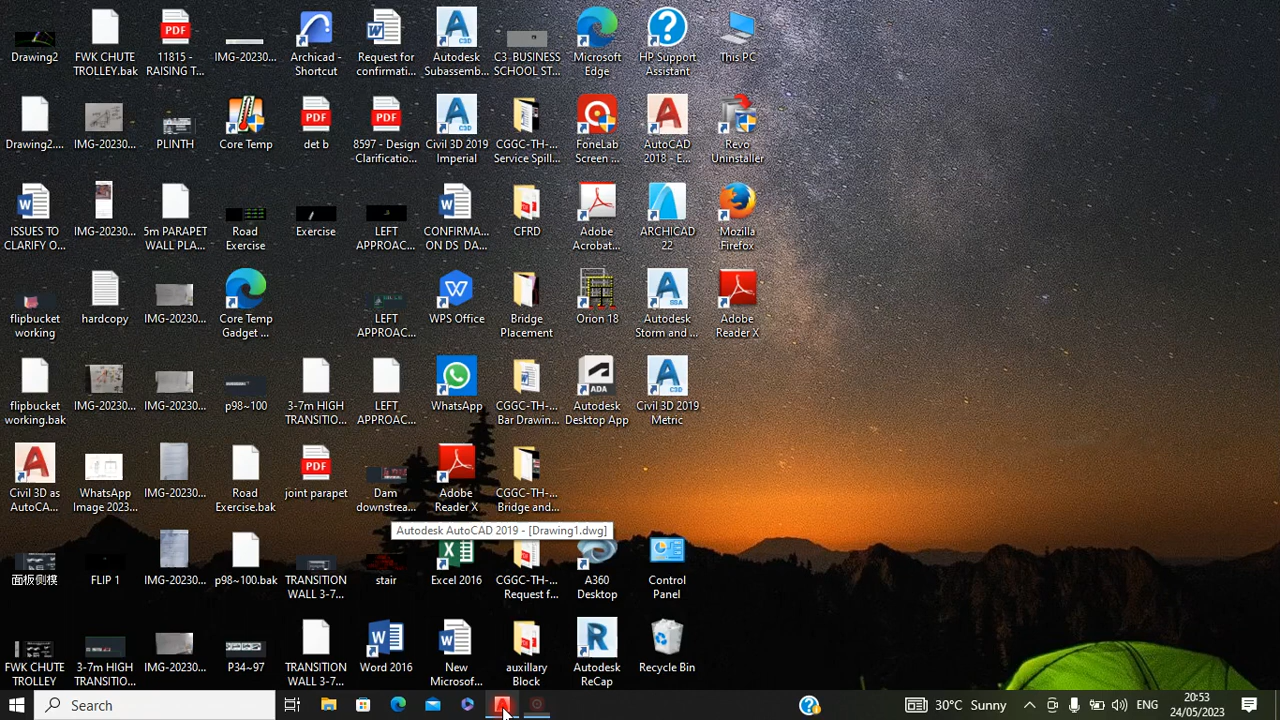 Drawing2
FWK CHUTE
TROLLEY.bak
PDF
11815 -
RAISING T...
IMG-20230...
Archicad -
Shortcut
Request for
confirmati...
C3D
Autodesk
Subassemb...
C3-BUSINESS
SCHOOL ST...
Microsoft
Edge
HP Support
Assistant
This PC
Drawing2....
IMG-20230...
PLINTH
Core Temp
PDF
det b
PDF
8597 - Design
Clarificatio...
C3D
Civil 3D 2019
Imperial
CGGC-TH-...
Service Spill...
FoneLab
Screen ...
AutoCAD
2018 - E...
Revo
Uninstaller
ISSUES TO
CLARIFY O...
IMG-20230...
5m PARAPET
WALL PLA...
Road
Exercise
Exercise
LEFT
APPROAC...
CONFIRMA...
ON DS DA...
CFRD
Adobe
Acrobat...
ARCHICAD
22
Mozilla
Firefox
flipbucket
working
hardcopy
IMG-20230...
Core Temp
Gadget ...
LEFT
APPROAC...
WPS Office
Bridge
Placement
Orion 18
SSA
Autodesk
Storm and ...
Adobe
Reader X
flipbucket
working.bak
IMG-20230...
IMG-20230...
p98~100
3-7m HIGH
TRANSITIO...
LEFT
APPROAC...
WhatsApp
CGGC-TH-...
Bar Drawin...
ADA
Autodesk
Desktop App
C3D
Civil 3D 2019
Metric
Civil 3D as
AutoCA...
WhatsApp
Image 2023...
IMG-20230...
Road
Exercise.bak
PDF
joint parapet
Dam
downstrea...
Adobe
Reader X
CGGC-TH-...
Bridge and...
Autodesk AutoCAD 2019 - [Drawing1.dwg]
面板侧模
FLIP 1
IMG-20230...
p98~100.bak
TRANSITION
WALL 3-7...
stair
Excel 2016
CGGC-TH-...
Request f...
A360
Desktop
Control
Panel
FWK CHUTE
TROLLEY
3-7m HIGH
TRANSITIO...
IMG-20230...
P34~97
TRANSITION
WALL 3-7...
Word 2016
New
Microsof...
auxillary
Block
Autodesk
ReCap
Recycle Bin
Search
30°C Sunny
ENG
20:53
24/05/2023